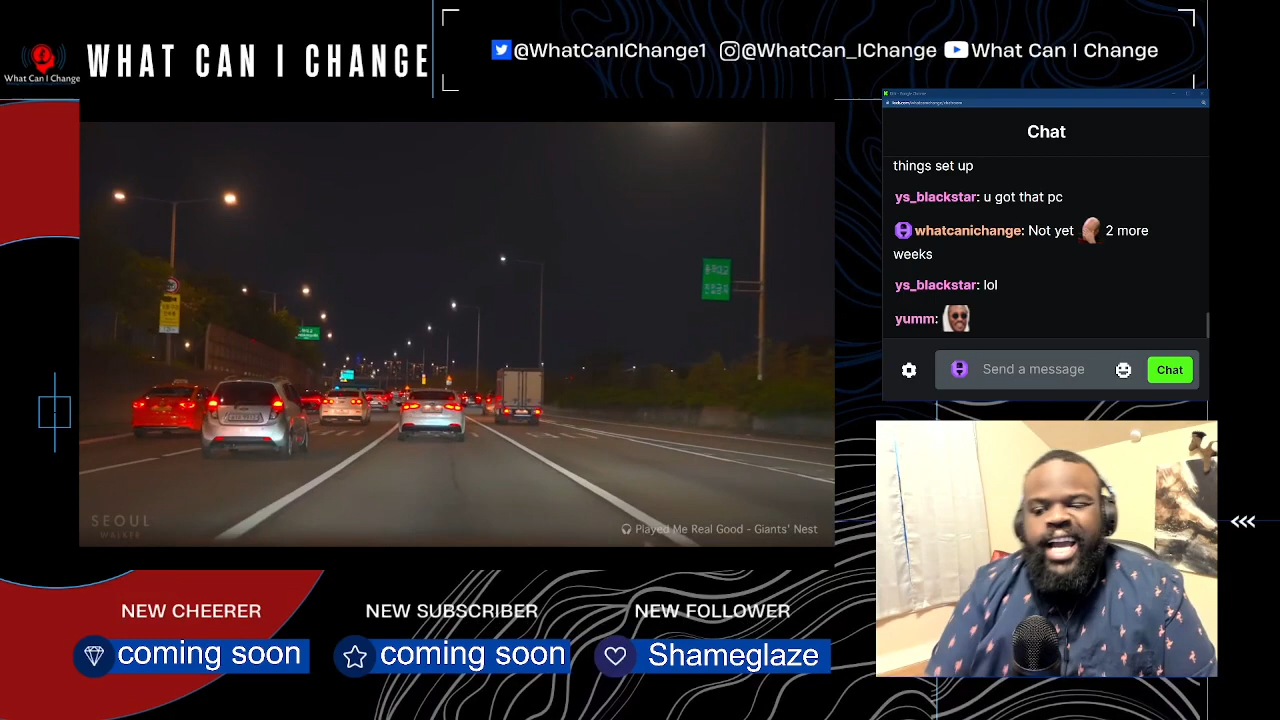 What Can I Change
WHAT CAN I CHANGE
@WhatCanIChange1 @WhatCan_IChange What Can I Change
Chat
things set up
ys_blackstar: u got that pc
whatcanichange: Not yet 2 more
weeks
ys_blackstar: lol
yumm:
Send a message
Chat
SEOUL
WALKER
Played Me Real Good - Giants' Nest
NEW CHEERER
NEW SUBSCRIBER
NEW FOLLOWER
coming soon
coming soon
Shameglaze